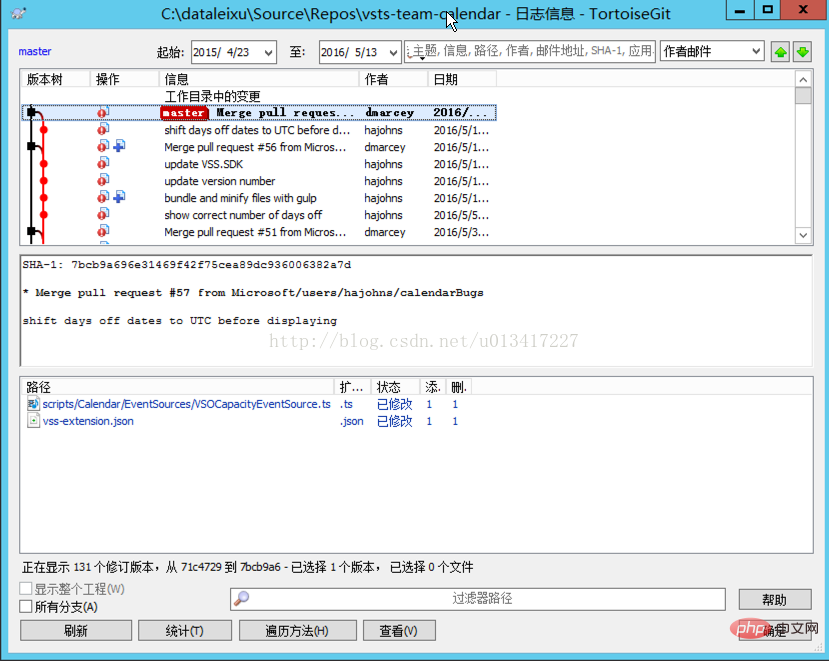 C:\dataleixu\Source\Repos\vsts-team-calendar - 日志信息 - TortoiseGit
master 起始: 2015/ 4/23 至: 2016/ 5/13 主题, 信息, 路径, 作者, 邮件地址, SHA-1, 应用 作者邮件
版本树 操作 信息 作者 日期
工作目录中的变更
master Merge pull reques... dmarcey 2016/...
shift days off dates to UTC before d... hajohns 2016/5/1...
Merge pull request #56 from Micros... dmarcey 2016/5/1...
update VSS.SDK hajohns 2016/5/1...
update version number hajohns 2016/5/1...
bundle and minify files with gulp hajohns 2016/5/1...
show correct number of days off hajohns 2016/5/5...
Merge pull request #51 from Micros... dmarcey 2016/5/3...
SHA-1: 7bcb9a696e31469f42f75cea89dc936006382a7d
* Merge pull request #57 from Microsoft/users/hajohns/calendarBugs
shift days off dates to UTC before displaying
http://blog.csdn.net/u013417227
路径 扩... 状态 添. 删.
scripts/Calendar/EventSources/VSOCapacityEventSource.ts .ts 已修改 1 1
vss-extension.json .json 已修改 1 1
正在显示 131 个修订版本，从 71c4729 到 7bcb9a6 - 已选择 1 个版本， 已选择 0 个文件
显示整个工程(W)
所有分支(A)
过滤器路径
帮助
刷新 统计(T) 遍历方法(H) 查看(V) 确定
php 中文网